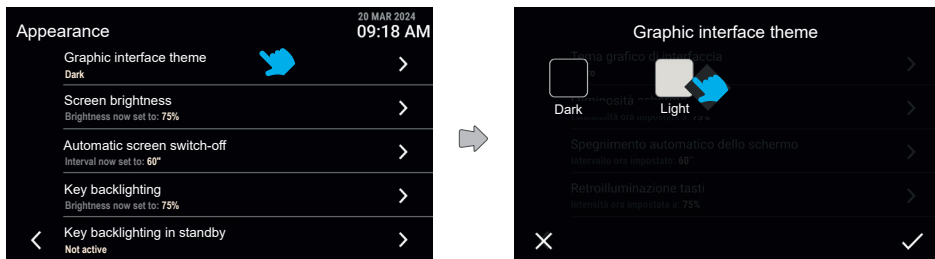 20 MAR 2024
Appearance
09:18 AM
Graphic interface theme
Dark
Screen brightness
Brightness now set to: 75%
Automatic screen switch-off
Interval now set to: 60"
Key backlighting
Brightness now set to: 75%
Key backlighting in standby
Not active
Graphic interface theme
Tema grafico di interfaccia
Dark
Light
Spegnimento automatico dello schermo
Intervallo ora impostato: 60"
Retroilluminazione tasti
Intensità ora impostata a: 75%